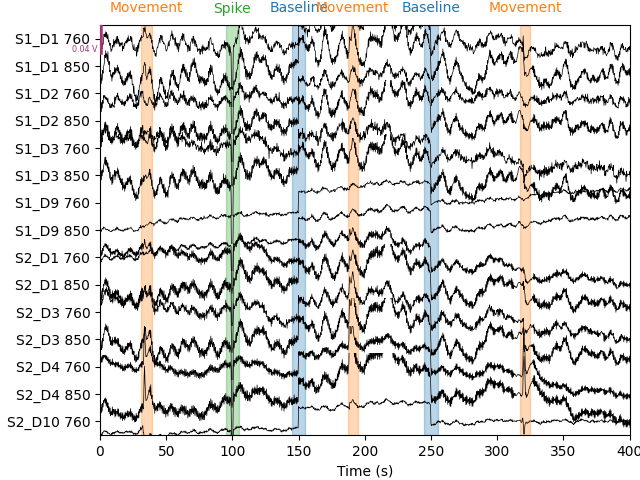 Movement Spike Baseline Movement Baseline Movement
S1_D1 760
0.04 V
S1_D1 850
S1_D2 760
S1_D2 850
S1_D3 760
S1_D3 850
S1_D9 760
S1_D9 850
S2_D1 760
S2_D1 850
S2_D3 760
S2_D3 850
S2_D4 760
S2_D4 850
S2_D10 760
0 50 100 150 200 250 300 350 400
Time (s)